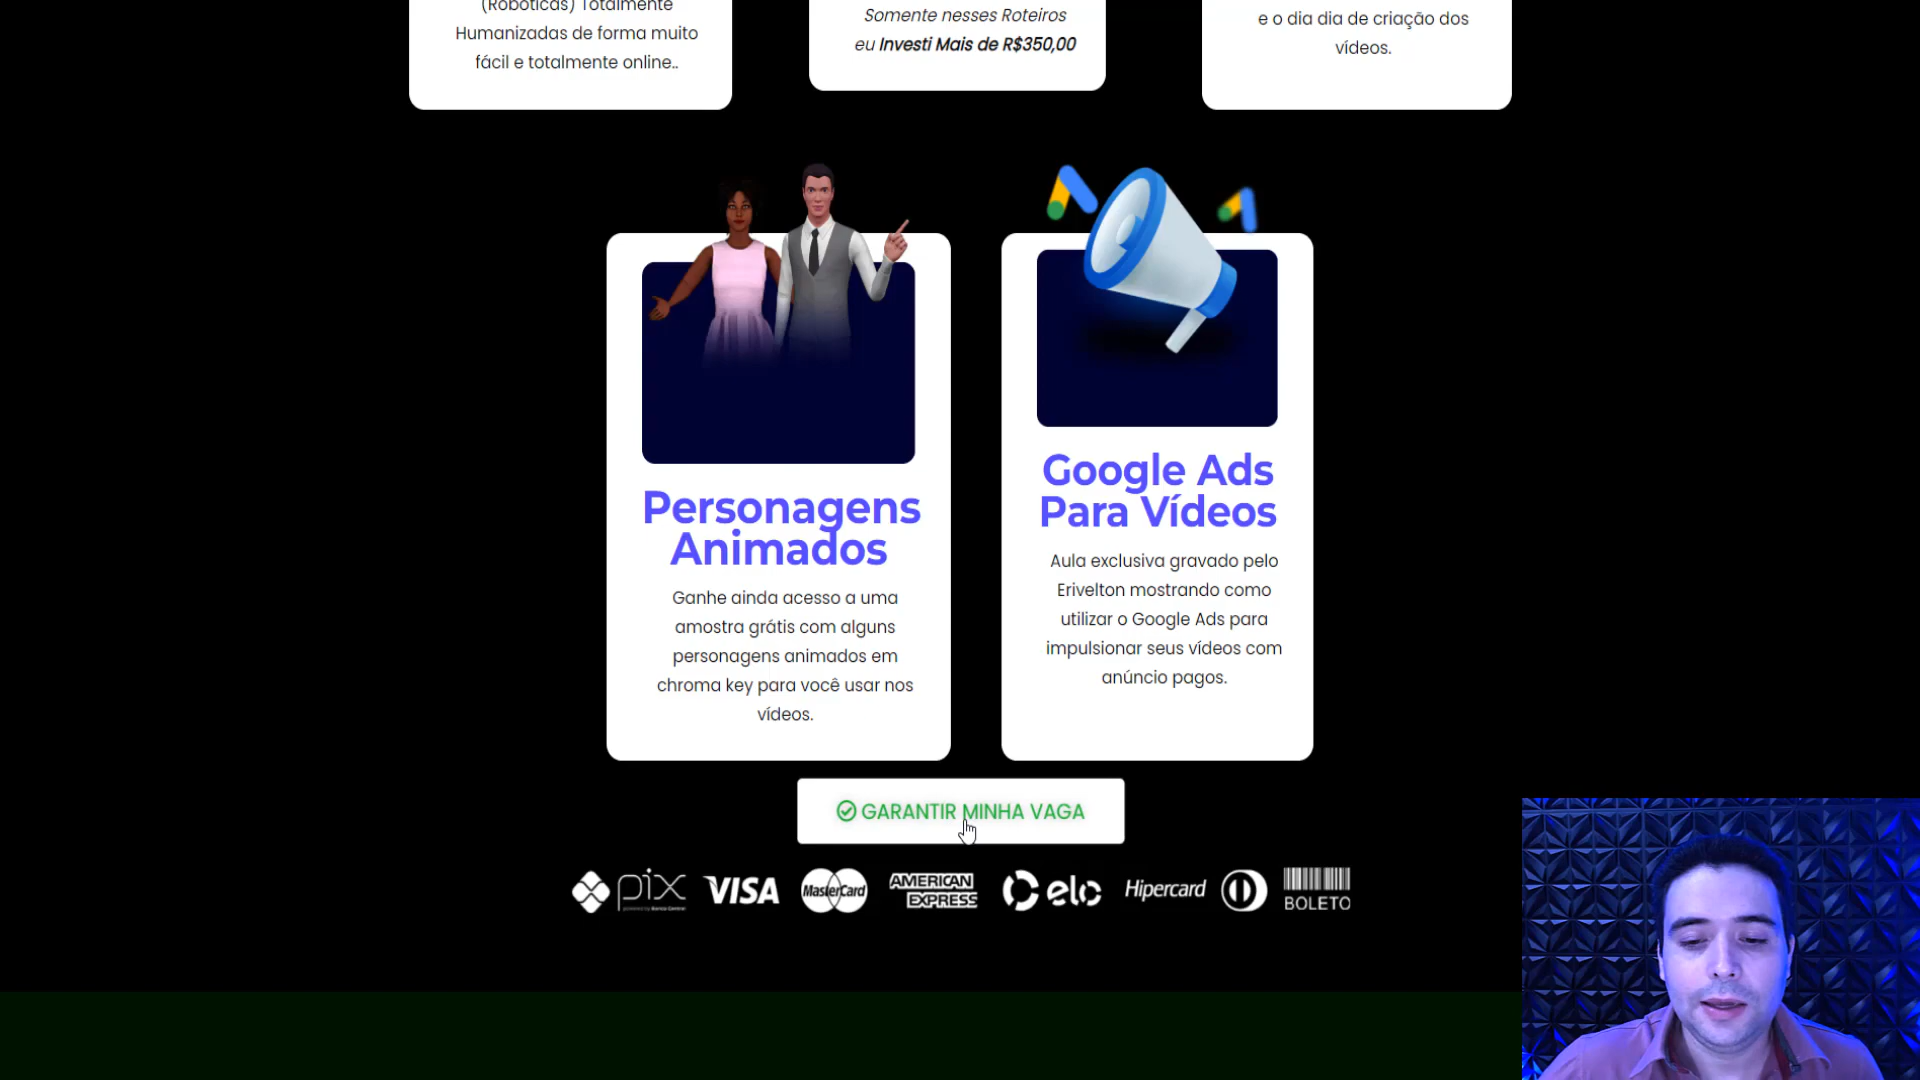 (Robóticas) Totalmente
Humanizadas de forma muito
fácil e totalmente online..
Somente nesses Roteiros
eu Investi Mais de R$350,00
e o dia dia de criação dos
vídeos.
Personagens
Animados
Ganhe ainda acesso a uma
amostra grátis com alguns
personagens animados em
chroma key para você usar nos
vídeos.
Google Ads
Para Vídeos
Aula exclusiva gravado pelo
Erivelton mostrando como
utilizar o Google Ads para
impulsionar seus vídeos com
anúncio pagos.
GARANTIR MINHA VAGA
pix
powered by Banco Central
VISA
MasterCard
AMERICAN
EXPRESS
elo
Hipercard
BOLETO